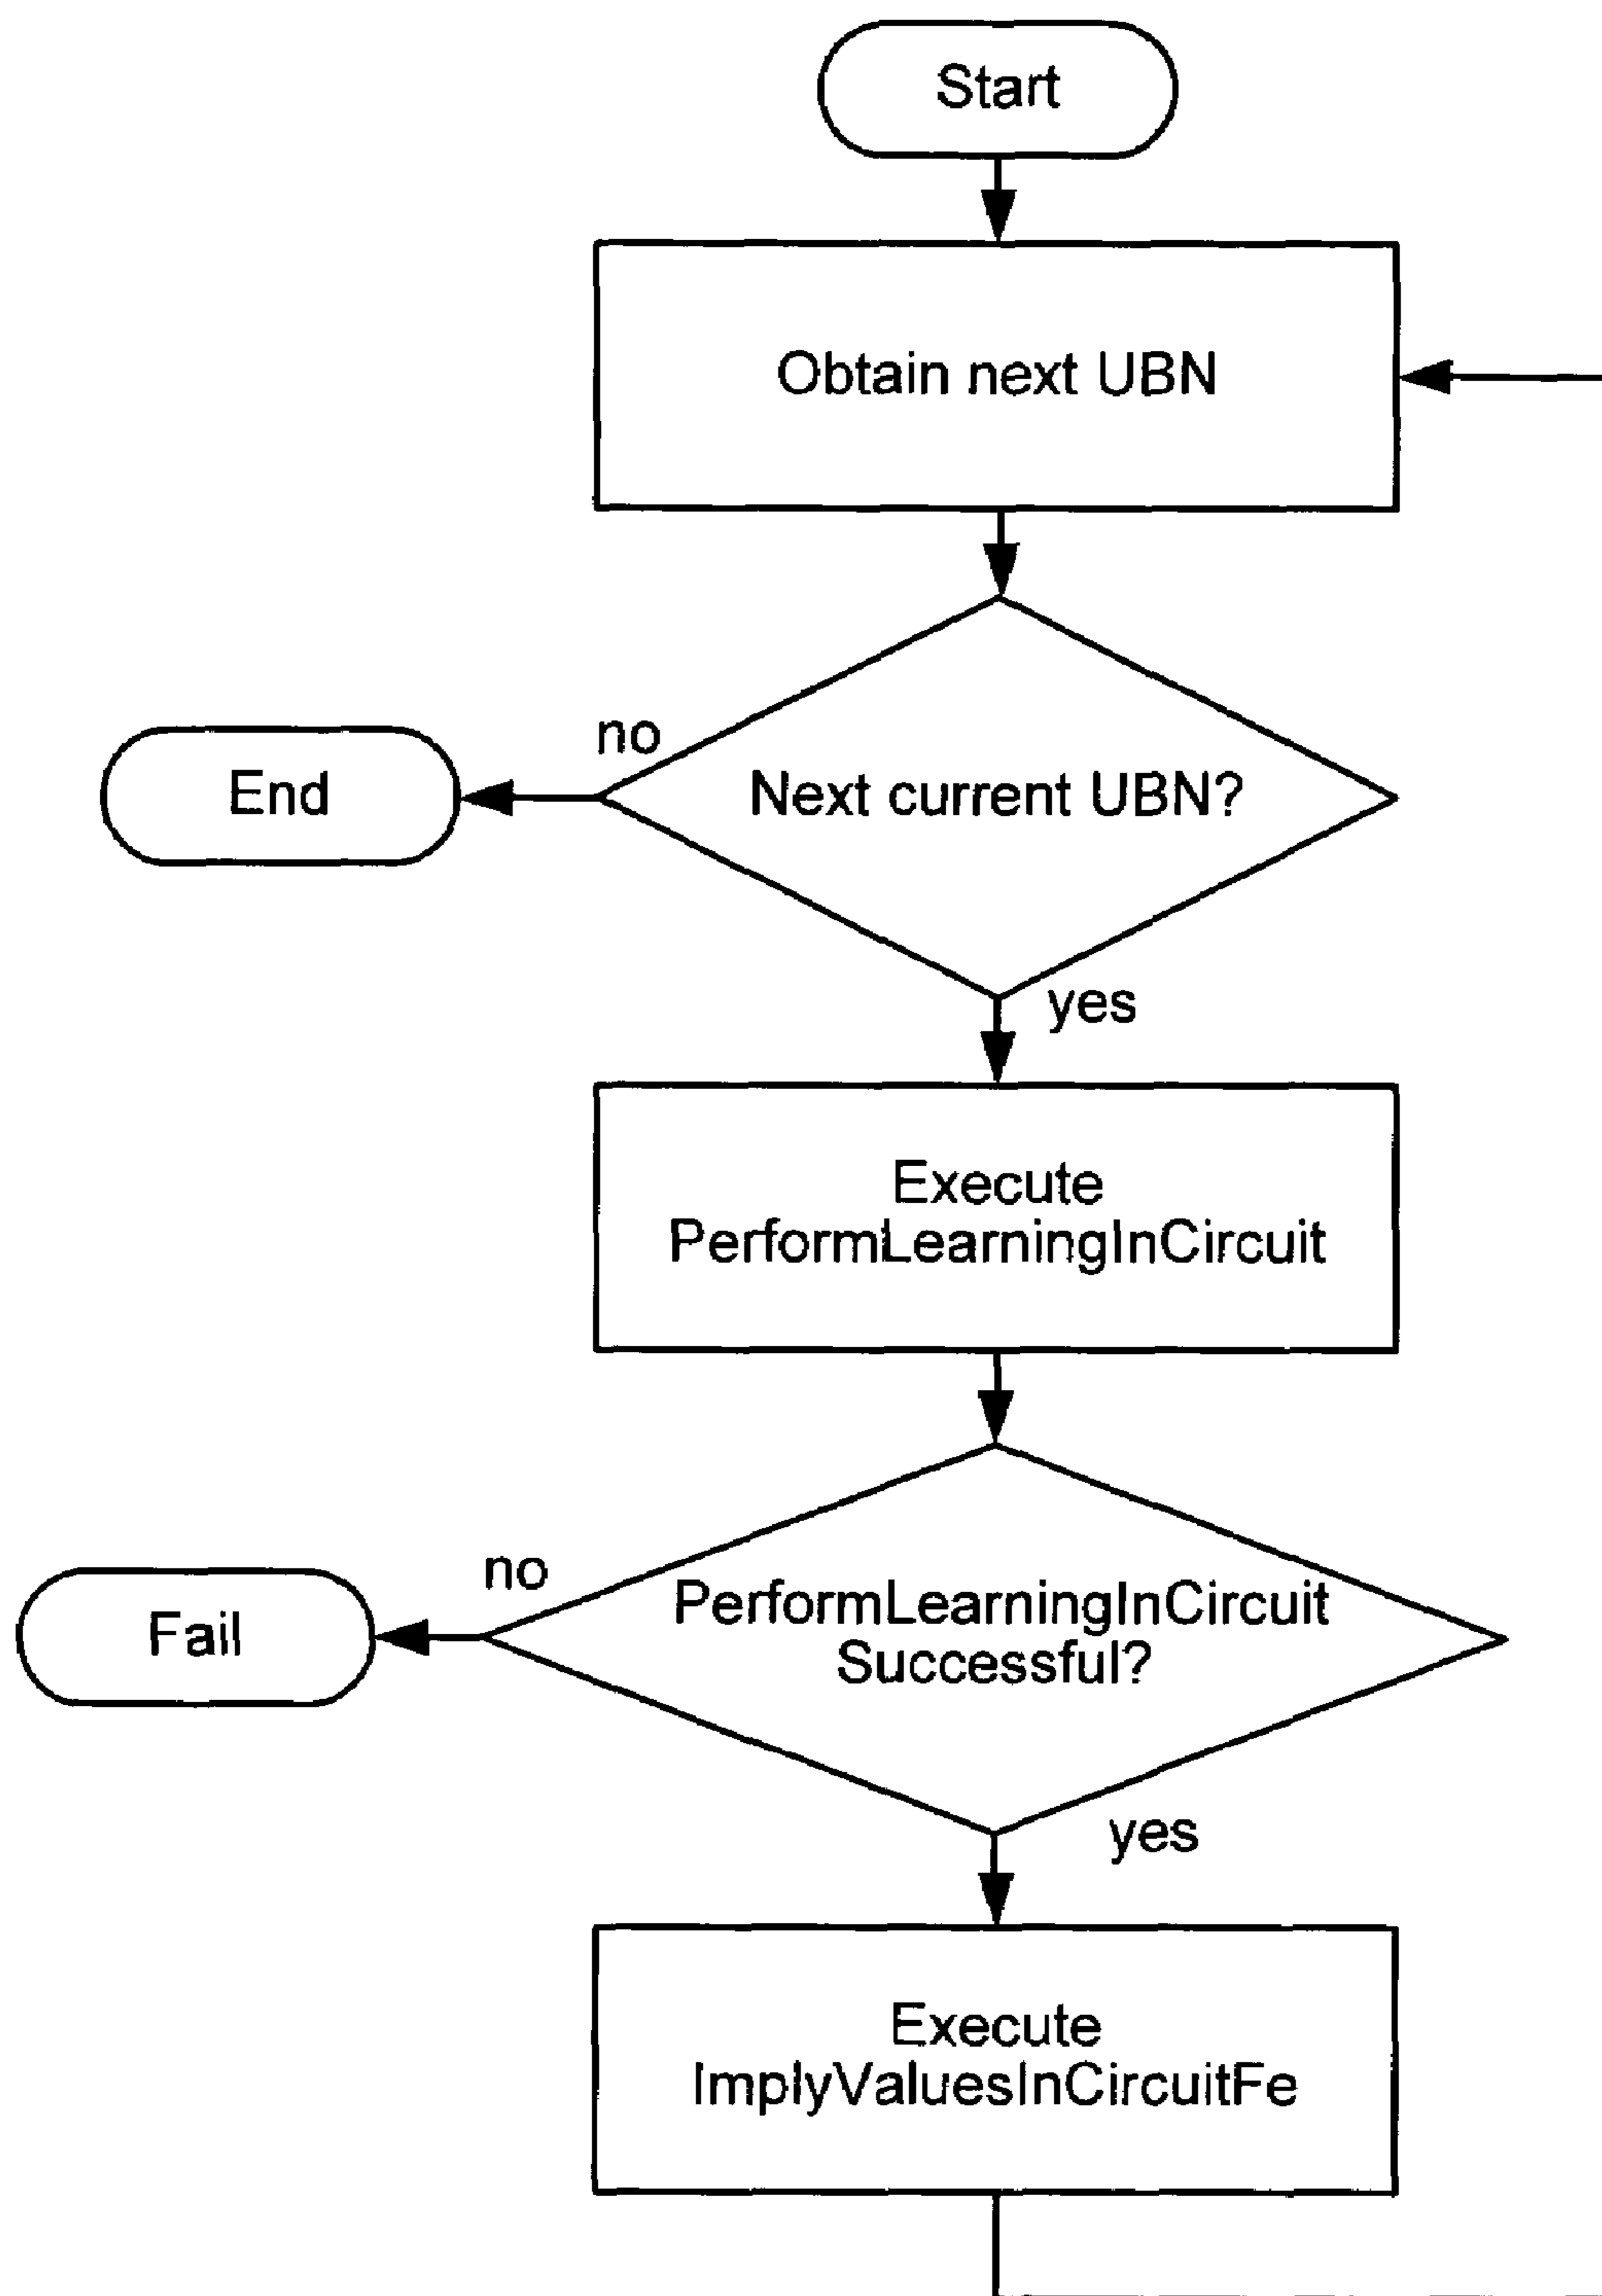 Start
Obtain next UBN
no
End
Next current UBN?
yes
Execute
PerformLearningInCircuit
no
Fail
PerformLearningInCircuit
Successful?
yes
Execute
ImplyValuesInCircuitFe